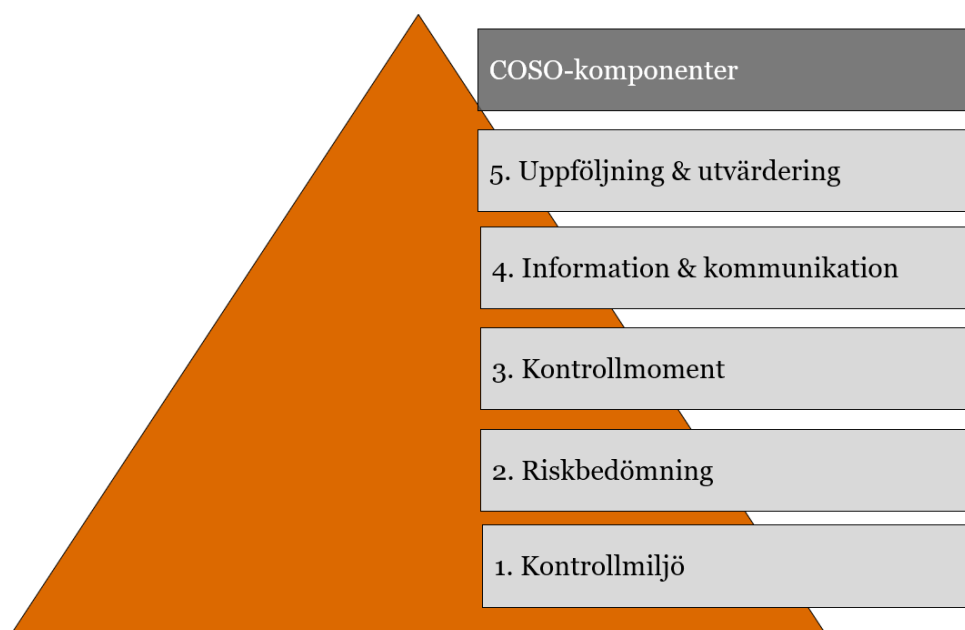 COSO-komponenter
5. Uppföljning & utvärdering
4. Information & kommunikation
3. Kontrollmoment
2. Riskbedömning
1. Kontrollmiljö